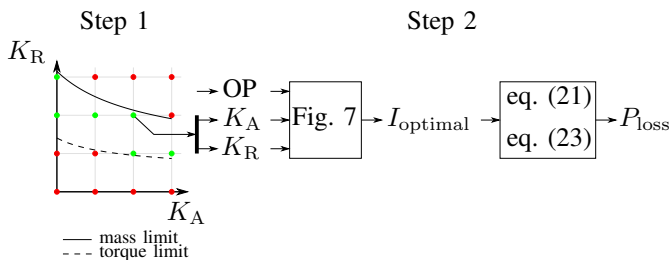 Step 1
Step 2
K_R
OP
K_A
K_R
Fig. 7
I_optimal
eq. (21)
eq. (23)
P_loss
K_A
mass limit
torque limit